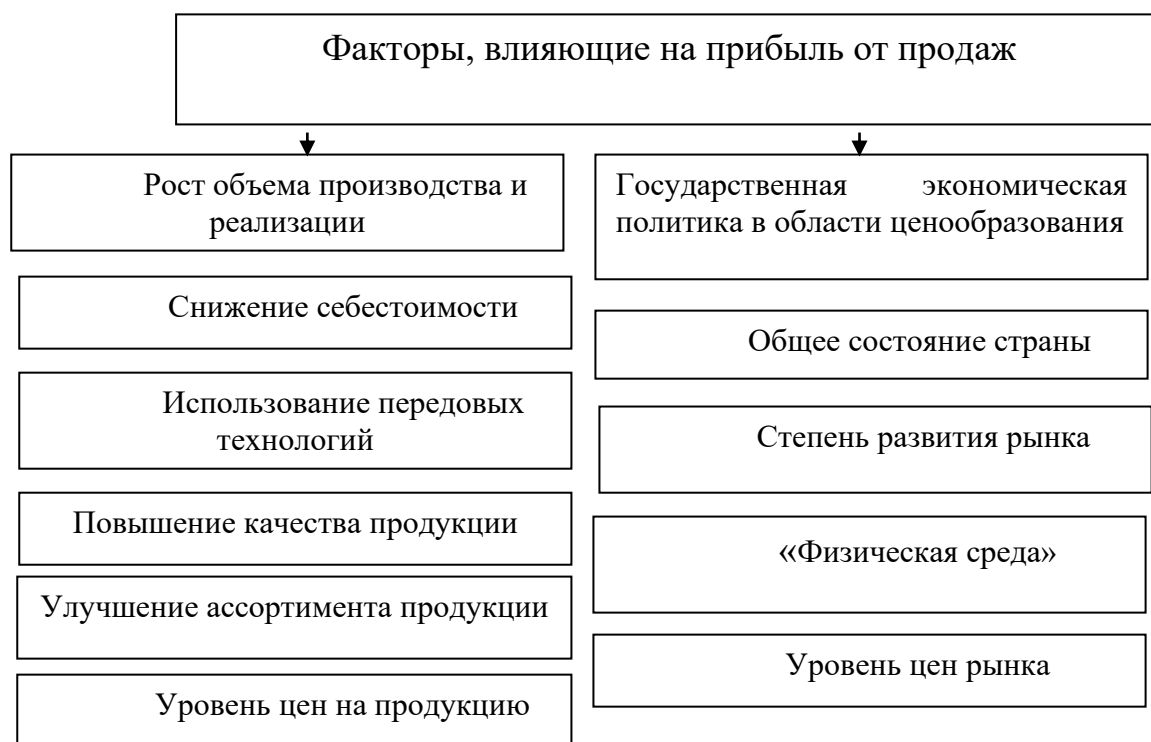 Факторы, влияющие на прибыль от продаж
Рост объема производства и
реализации
Снижение себестоимости
Использование передовых
технологий
Повышение качества продукции
Улучшение ассортимента продукции
Уровень цен на продукцию
Государственная экономическая
политика в области ценообразования
Общее состояние страны
Степень развития рынка
«Физическая среда»
Уровень цен рынка